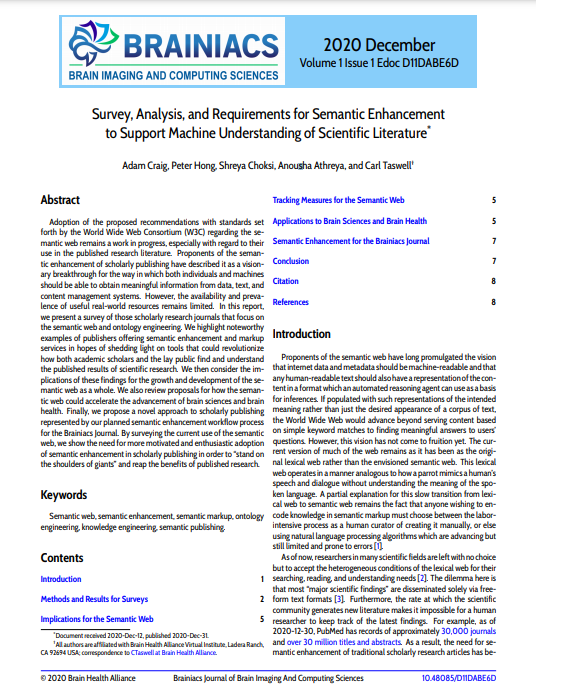 BRAINIACS
BRAIN IMAGING AND COMPUTING SCIENCES
2020 December
Volume 1 Issue 1 Edoc D11DABE6D
Survey, Analysis, and Requirements for Semantic Enhancement
to Support Machine Understanding of Scientific Literature*
Adam Craig, Peter Hong, Shreya Choksi, Anousha Athreya, and Carl Taswell†
Abstract
Adoption of the proposed recommendations with standards set
forth by the World Wide Web Consortium (W3C) regarding the se-
mantic web remains a work in progress, especially with regard to their
use in the published research literature. Proponents of the seman-
tic enhancement of scholarly publishing have described it as a vision-
ary breakthrough for the way in which both individuals and machines
should be able to obtain meaningful information from data, text, and
content management systems. However, the availability and preva-
lence of useful real-world resources remains limited. In this report,
we present a survey of those scholarly research journals that focus on
the semantic web and ontology engineering. We highlight noteworthy
examples of publishers offering semantic enhancement and markup
services in hopes of shedding light on tools that could revolutionize
how both academic scholars and the lay public find and understand
the published results of scientific research. We then consider the im-
plications of these findings for the growth and development of the se-
mantic web as a whole. We also review proposals for how the seman-
tic web could accelerate the advancement of brain sciences and brain
health. Finally, we propose a novel approach to scholarly publishing
represented by our planned semantic enhancement workflow process
for the Brainiacs Journal. By surveying the current use of the semantic
web, we show the need for more motivated and enthusiastic adoption
of semantic enhancement in scholarly publishing in order to "stand on
the shoulders of giants" and reap the benefits of published research.
Keywords
Semantic web, semantic enhancement, semantic markup, ontology
engineering, knowledge engineering, semantic publishing.
Contents
Introduction 1
Methods and Results for Surveys 2
Implications for the Semantic Web 5
*Document received 2020-Dec-12, published 2020-Dec-31.
†All authors are affiliated with Brain Health Alliance Virtual Institute, Ladera Ranch,
CA 92694 USA; correspondence to CTaswell at Brain Health Alliance.
Tracking Measures for the Semantic Web 5
Applications to Brain Sciences and Brain Health 5
Semantic Enhancement for the Brainiacs Journal 7
Conclusion 7
Citation 8
References 8
Introduction
Proponents of the semantic web have long promulgated the vision
that internet data and metadata should be machine-readable and that
any human-readable text should also have a representation of the con-
tent in a format which an automated reasoning agent can use as a basis
for inferences. If populated with such representations of the intended
meaning rather than just the desired appearance of a corpus of text,
the World Wide Web would advance beyond serving content based
on simple keyword matches to finding meaningful answers to users'
questions. However, this vision has not come to fruition yet. The cur-
rent version of much of the web remains as it has been as the origi-
nal lexical web rather than the envisioned semantic web. This lexical
web operates in a manner analogous to how a parrot mimics a human's
speech and dialogue without understanding the meaning of the spo-
ken language. A partial explanation for this slow transition from lexi-
cal web to semantic web remains the fact that anyone wishing to en-
code knowledge in semantic markup must choose between the labor-
intensive process as a human curator of creating it manually, or else
using natural language processing algorithms which are advancing but
still limited and prone to errors [1].
As of now, researchers in many scientific fields are left with no choice
but to accept the heterogeneous conditions of the lexical web for their
searching, reading, and understanding needs [2]. The dilemma here is
that most "major scientific findings" are disseminated solely via free-
form text formats [3]. Furthermore, the rate at which the scientific
community generates new literature makes it impossible for a human
researcher to keep track of the latest findings. For example, as of
2020-12-30, PubMed has records of approximately 30,000 journals
and over 30 million titles and abstracts. As a result, the need for se-
mantic enhancement of traditional scholarly research articles has be-
© 2020 Brain Health Alliance
Brainiacs Journal of Brain Imaging And Computing Sciences
10.48085/D11DABE6D